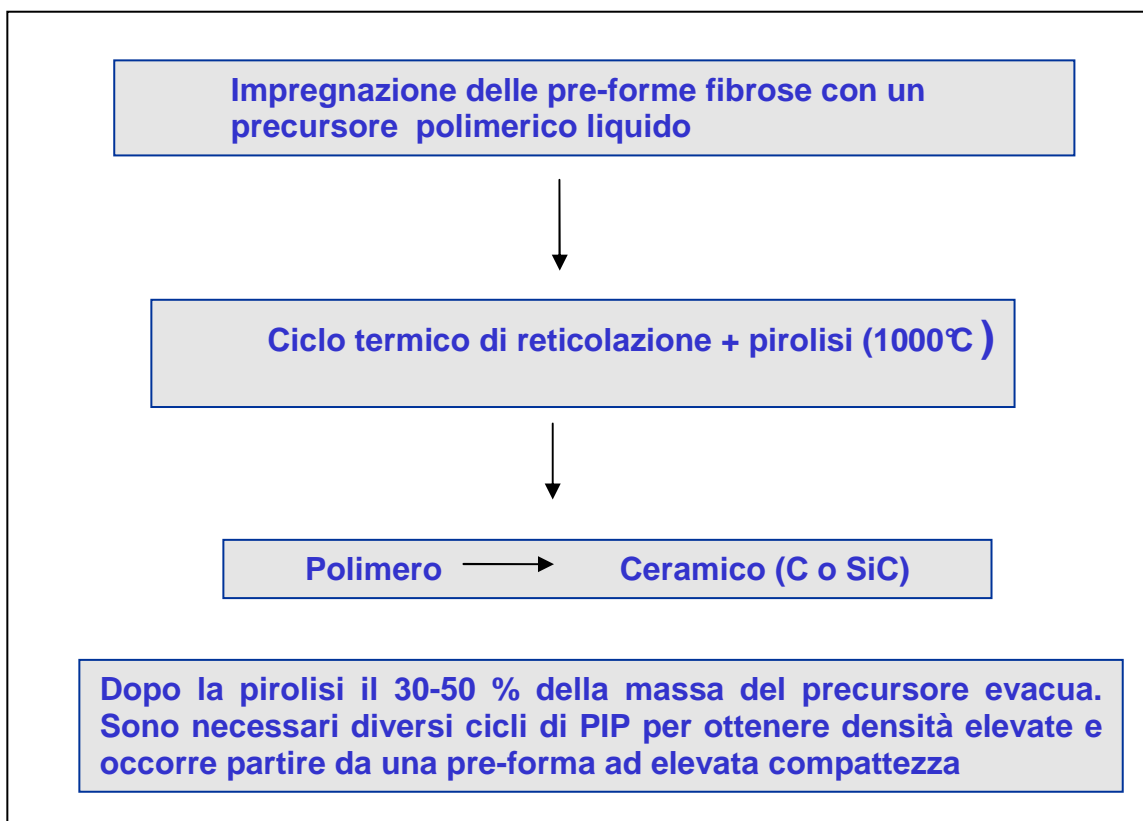 Impregnazione delle pre-forme fibrose con un
precursore polimerico liquido
Ciclo termico di reticolazione + pirolisi (1000°C )
Polimero Ceramico (C o SiC)
Dopo la pirolisi il 30-50 % della massa del precursore evacua.
Sono necessari diversi cicli di PIP per ottenere densità elevate e
occorre partire da una pre-forma ad elevata compattezza